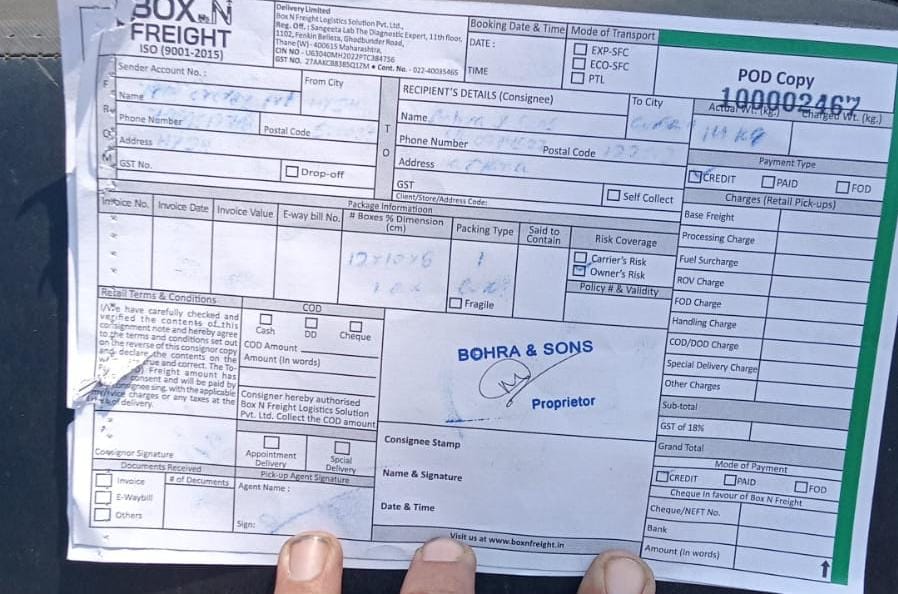 BOX N
FREIGHT
ISO (9001-2015)
Delivery Limited
Box N Freight Logistics Solution Pvt. Ltd.,
Reg. Off. : Sangeeta Lab The Diagnostic Expert, 11th floor,
1102, Fenkin Belleza, Ghodbunder Road,
Thane (W) - 400615 Maharashtra,
CIN NO - U63040MH2022PTC384756
GST NO. 27AAKCB8385Q1ZM • Cont. No. - 022-40035465
Booking Date & Time
DATE :
TIME
Mode of Transport
EXP-SFC
ECO-SFC
PTL
POD Copy
100002467
Sender Account No. :
From City
Name
Phone Number
Postal Code
Address
GST No.
Drop-off
T
O
RECIPIENT'S DETAILS (Consignee)
To City
Name
Phone Number
Postal Code
Address
GST
Client/Store/Address Code:
Self Collect
Actual Wt. (kg.)
Charged Wt. (kg.)
14 kg
Payment Type
CREDIT
PAID
FOD
Charges (Retail Pick-ups)
Base Freight
Processing Charge
Fuel Surcharge
ROV Charge
FOD Charge
Handling Charge
COD/DOD Charge
Special Delivery Charge
Other Charges
Sub-total
GST of 18%
Grand Total
Mode of Payment
CREDIT
PAID
FOD
Cheque In favour of Box N Freight
Cheque/NEFT No.
Bank
Amount (In words)
Package Informatioon
Invoice No.
Invoice Date
Invoice Value
E-way bill No.
# Boxes % Dimension
(cm)
Packing Type
Said to
Contain
Risk Coverage
Carrier's Risk
Owner's Risk
Policy # & Validity
1
Fragile
Retail Terms & Conditions
I/We have carefully checked and
verified the contents of this
consignment note and hereby agree
to the terms and conditions set out
on the reverse of this consignor copy
and declare the contents on the
true and correct. The To-
Freight amount has
consent and will be paid by
consignee sing, with the applicable
service charges or any taxes at the
of delivery.
COD
Cash
DD
Cheque
COD Amount
Amount (In words)
Consigner hereby authorised
Box N Freight Logistics Solution
Pvt. Ltd. Collect the COD amount
BOHRA & SONS
Proprietor
Consignor Signature
Appointment
Delivery
Spcial
Delivery
Consignee Stamp
Name & Signature
Date & Time
Documents Received
Invoice
E-Waybill
Others
# of Documents
Pick-up Agent Signature
Agent Name :
Sign:
Visit us at www.boxnfreight.in